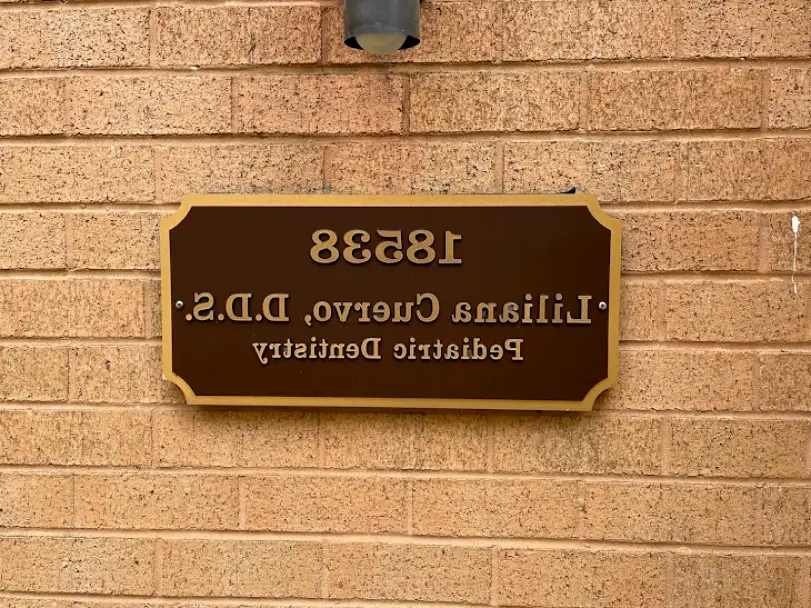 18538
Liliana Cuervo, D.D.S.
Pediatric Dentistry